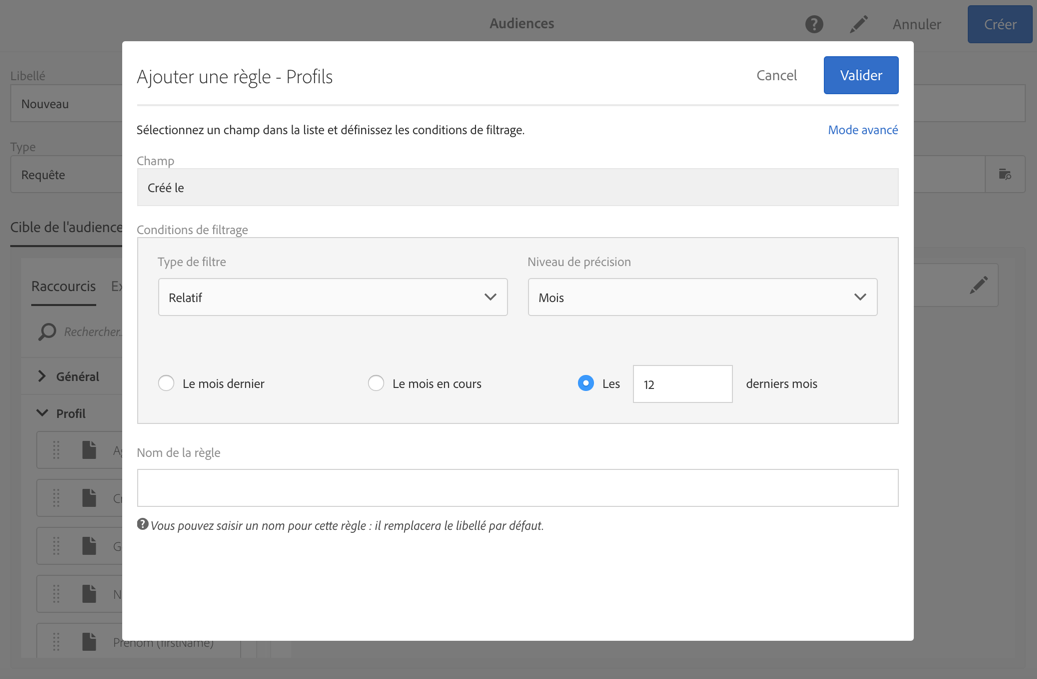 Audiences
Annuler
Créer
Libellé
Nouveau
Type
Requête
Cible de l'audience
Raccourcis
Rechercher.
Général
Profil
Prénom (firstName)
Ajouter une règle - Profils
Cancel
Valider
Sélectionnez un champ dans la liste et définissez les conditions de filtrage.
Mode avancé
Champ
Créé le
Conditions de filtrage
Type de filtre
Niveau de précision
Relatif
Mois
Le mois dernier
Le mois en cours
Les
12
derniers mois
Nom de la règle
Vous pouvez saisir un nom pour cette règle : il remplacera le libellé par défaut.